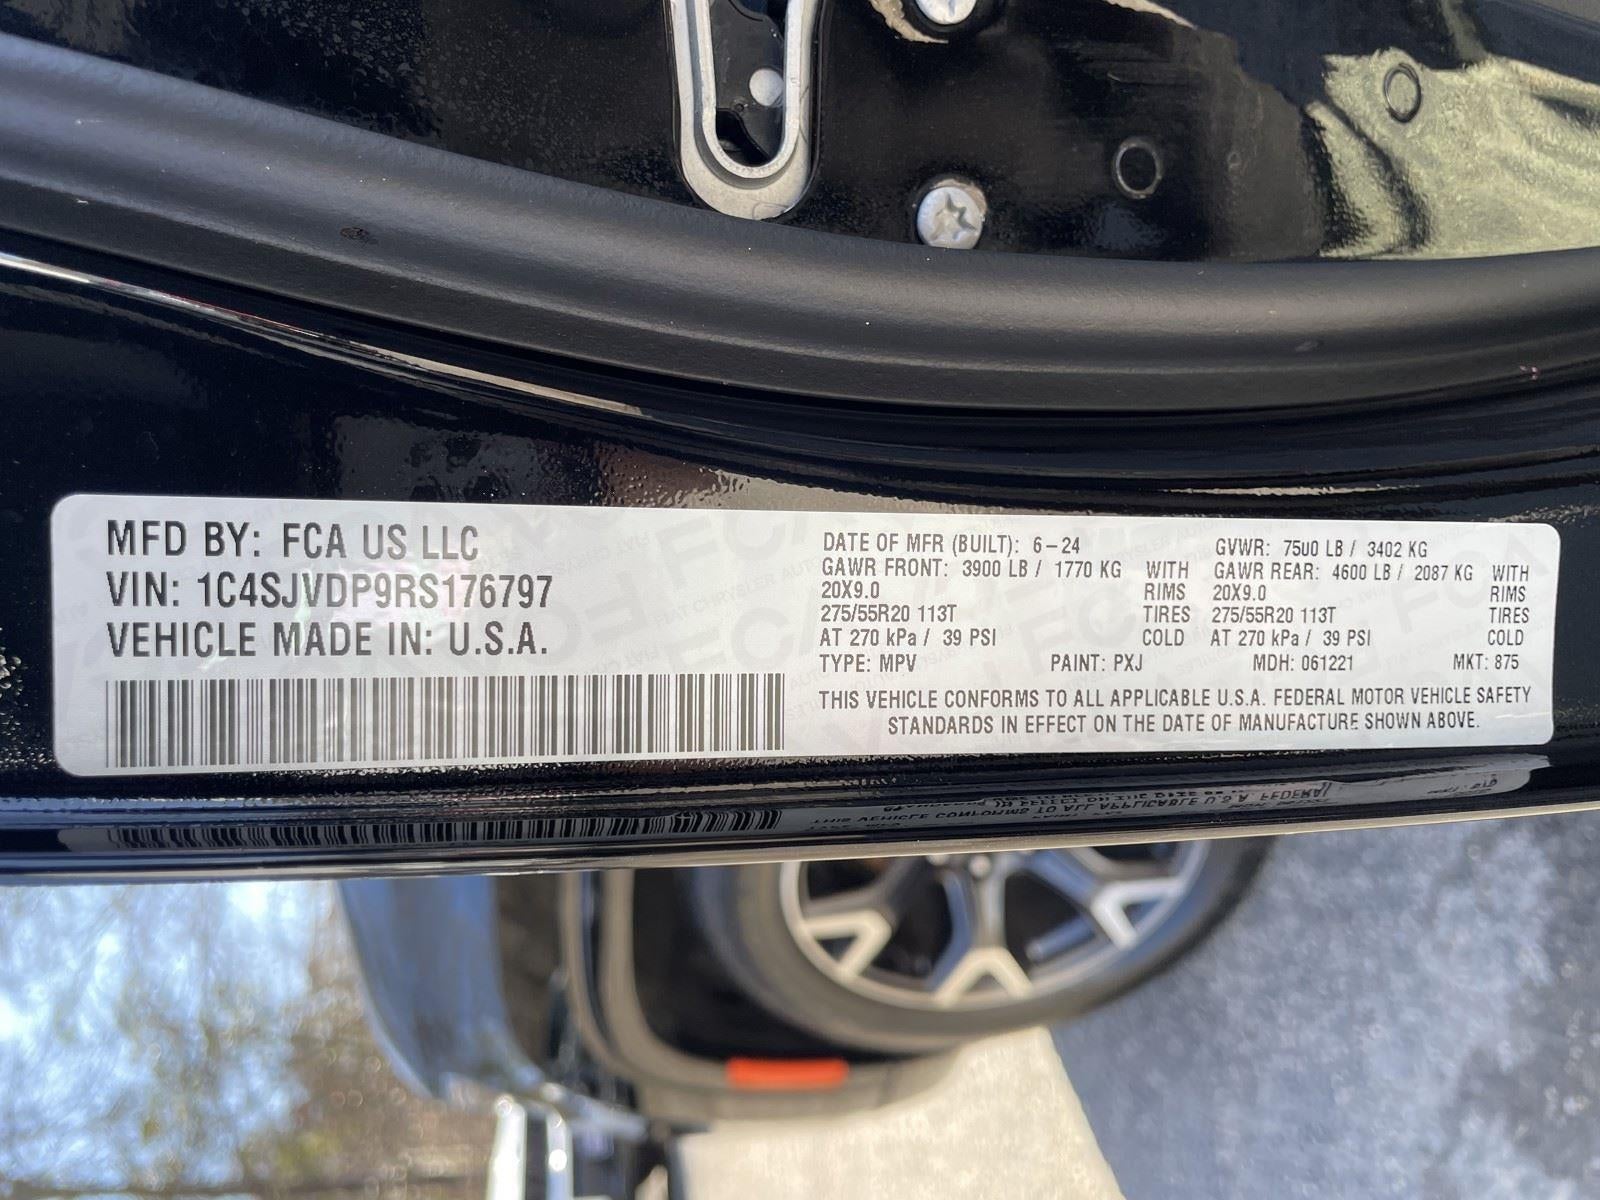 MFD BY: FCA US LLC
VIN: 1C4SJVDP9RS176797
VEHICLE MADE IN: U.S.A.
DATE OF MFR (BUILT): 6-24 GVWR: 7500 LB / 3402 KG
GAWR FRONT: 3900 LB / 1770 KG WITH GAWR REAR: 4600 LB / 2087 KG WITH
20X9.0 RIMS 20X9.0 RIMS
275/55R20 113T TIRES 275/55R20 113T TIRES
AT 270 kPa / 39 PSI COLD AT 270 kPa / 39 PSI COLD
TYPE: MPV PAINT: PXJ MDH: 061221 MKT: 875
THIS VEHICLE CONFORMS TO ALL APPLICABLE U.S.A. FEDERAL MOTOR VEHICLE SAFETY
STANDARDS IN EFFECT ON THE DATE OF MANUFACTURE SHOWN ABOVE.